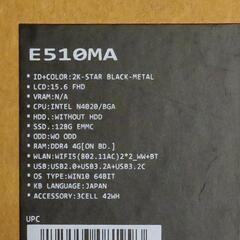 E510MA
* ID+COLOR:2K-STAR BLACK-METAL
* LCD:15.6 FHD
* VRAM:N/A
* CPU:INTEL N4020/BGA
* HDD.:WITHOUT HDD
* SSD.:128G EMMC
* ODD:WO ODD
* RAM:DDR4 4G[ON BD.]
* WLAN:WIFI5(802.11AC)2*2_WW+BT
* USB:USB2.0+USB3.2A+USB3.2C
* OS TYPE:WIN10 64BIT
* KB LANGUAGE:JAPAN
* ACCESSORY:3CELL 42WH
UPC